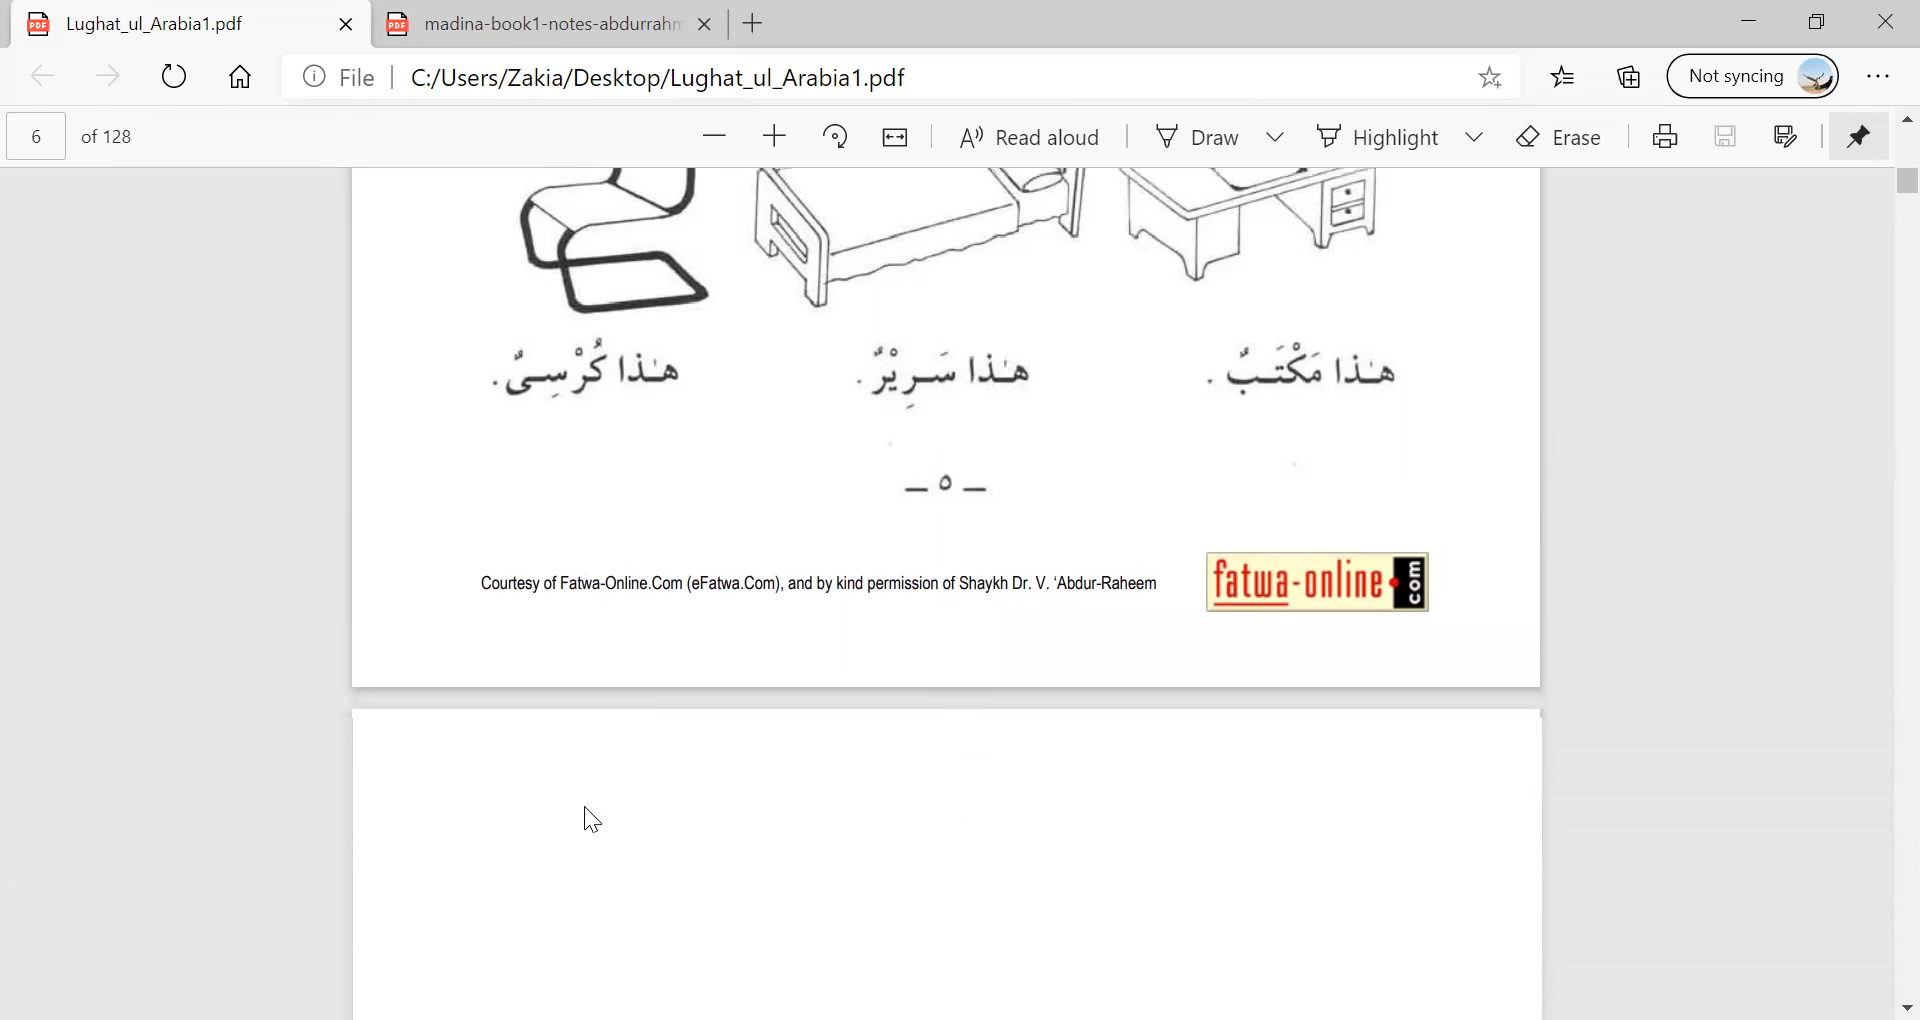 Lughat_ul_Arabia1.pdf
madina-book1-notes-abdurrahm
File
C:/Users/Zakia/Desktop/Lughat_ul_Arabia1.pdf
Not syncing
6 of 128
Read aloud
Draw
Highlight
Erase
هٰذا مَكْتَبٌ .
هٰذا سَرِيْرٌ .
هٰذا كُرْسِىٌّ .
– ٥ –
Courtesy of Fatwa-Online.Com (eFatwa.Com), and by kind permission of Shaykh Dr. V. ‘Abdur-Raheem
fatwa-online.com